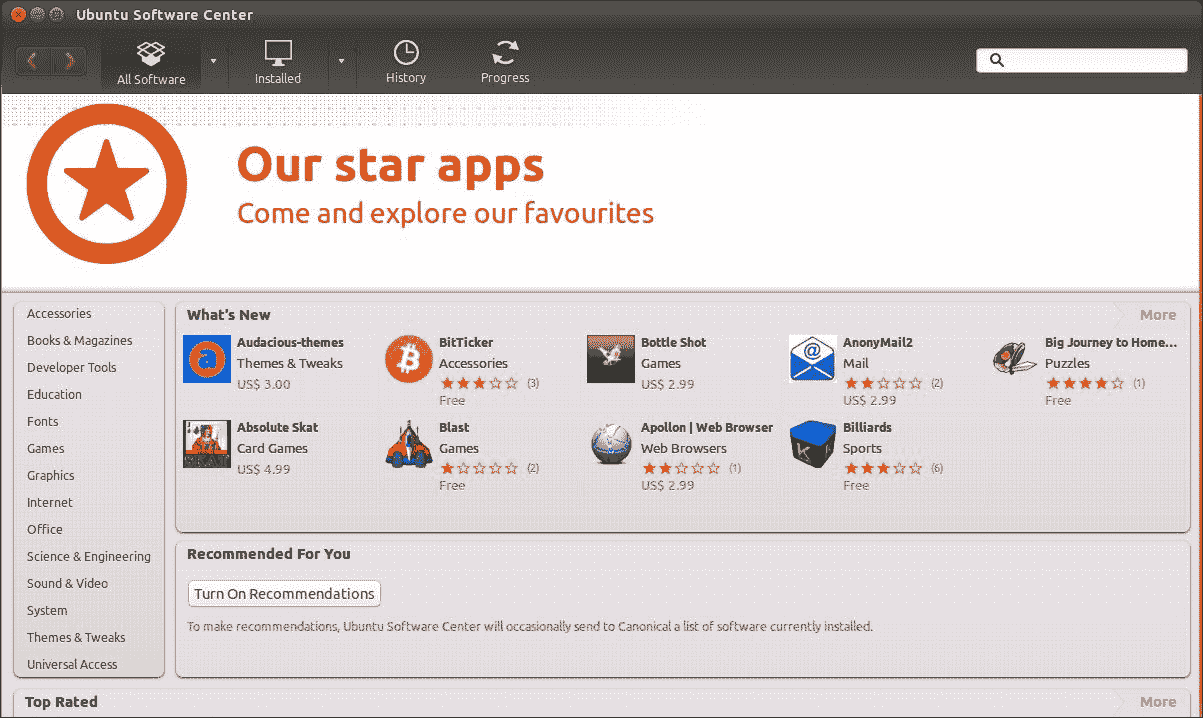 Ubuntu Software Center
All Software
Installed
History
Progress
Our star apps
Come and explore our favourites
Accessories
Books & Magazines
Developer Tools
Education
Fonts
Games
Graphics
Internet
Office
Science & Engineering
Sound & Video
System
Themes & Tweaks
Universal Access
What's New
More
Audacious-themes
Themes & Tweaks
US$ 3.00
BitTicker
Accessories
(3)
Free
Bottle Shot
Games
US$ 2.99
AnonyMail2
Mail
(2)
US$ 2.99
Big Journey to Home...
Puzzles
(1)
Free
Absolute Skat
Card Games
US$ 4.99
Blast
Games
(2)
Free
Apollon | Web Browser
Web Browsers
(1)
US$ 2.99
Billiards
Sports
(6)
Free
Recommended For You
Turn On Recommendations
To make recommendations, Ubuntu Software Center will occasionally send to Canonical a list of software currently installed.
Top Rated
More